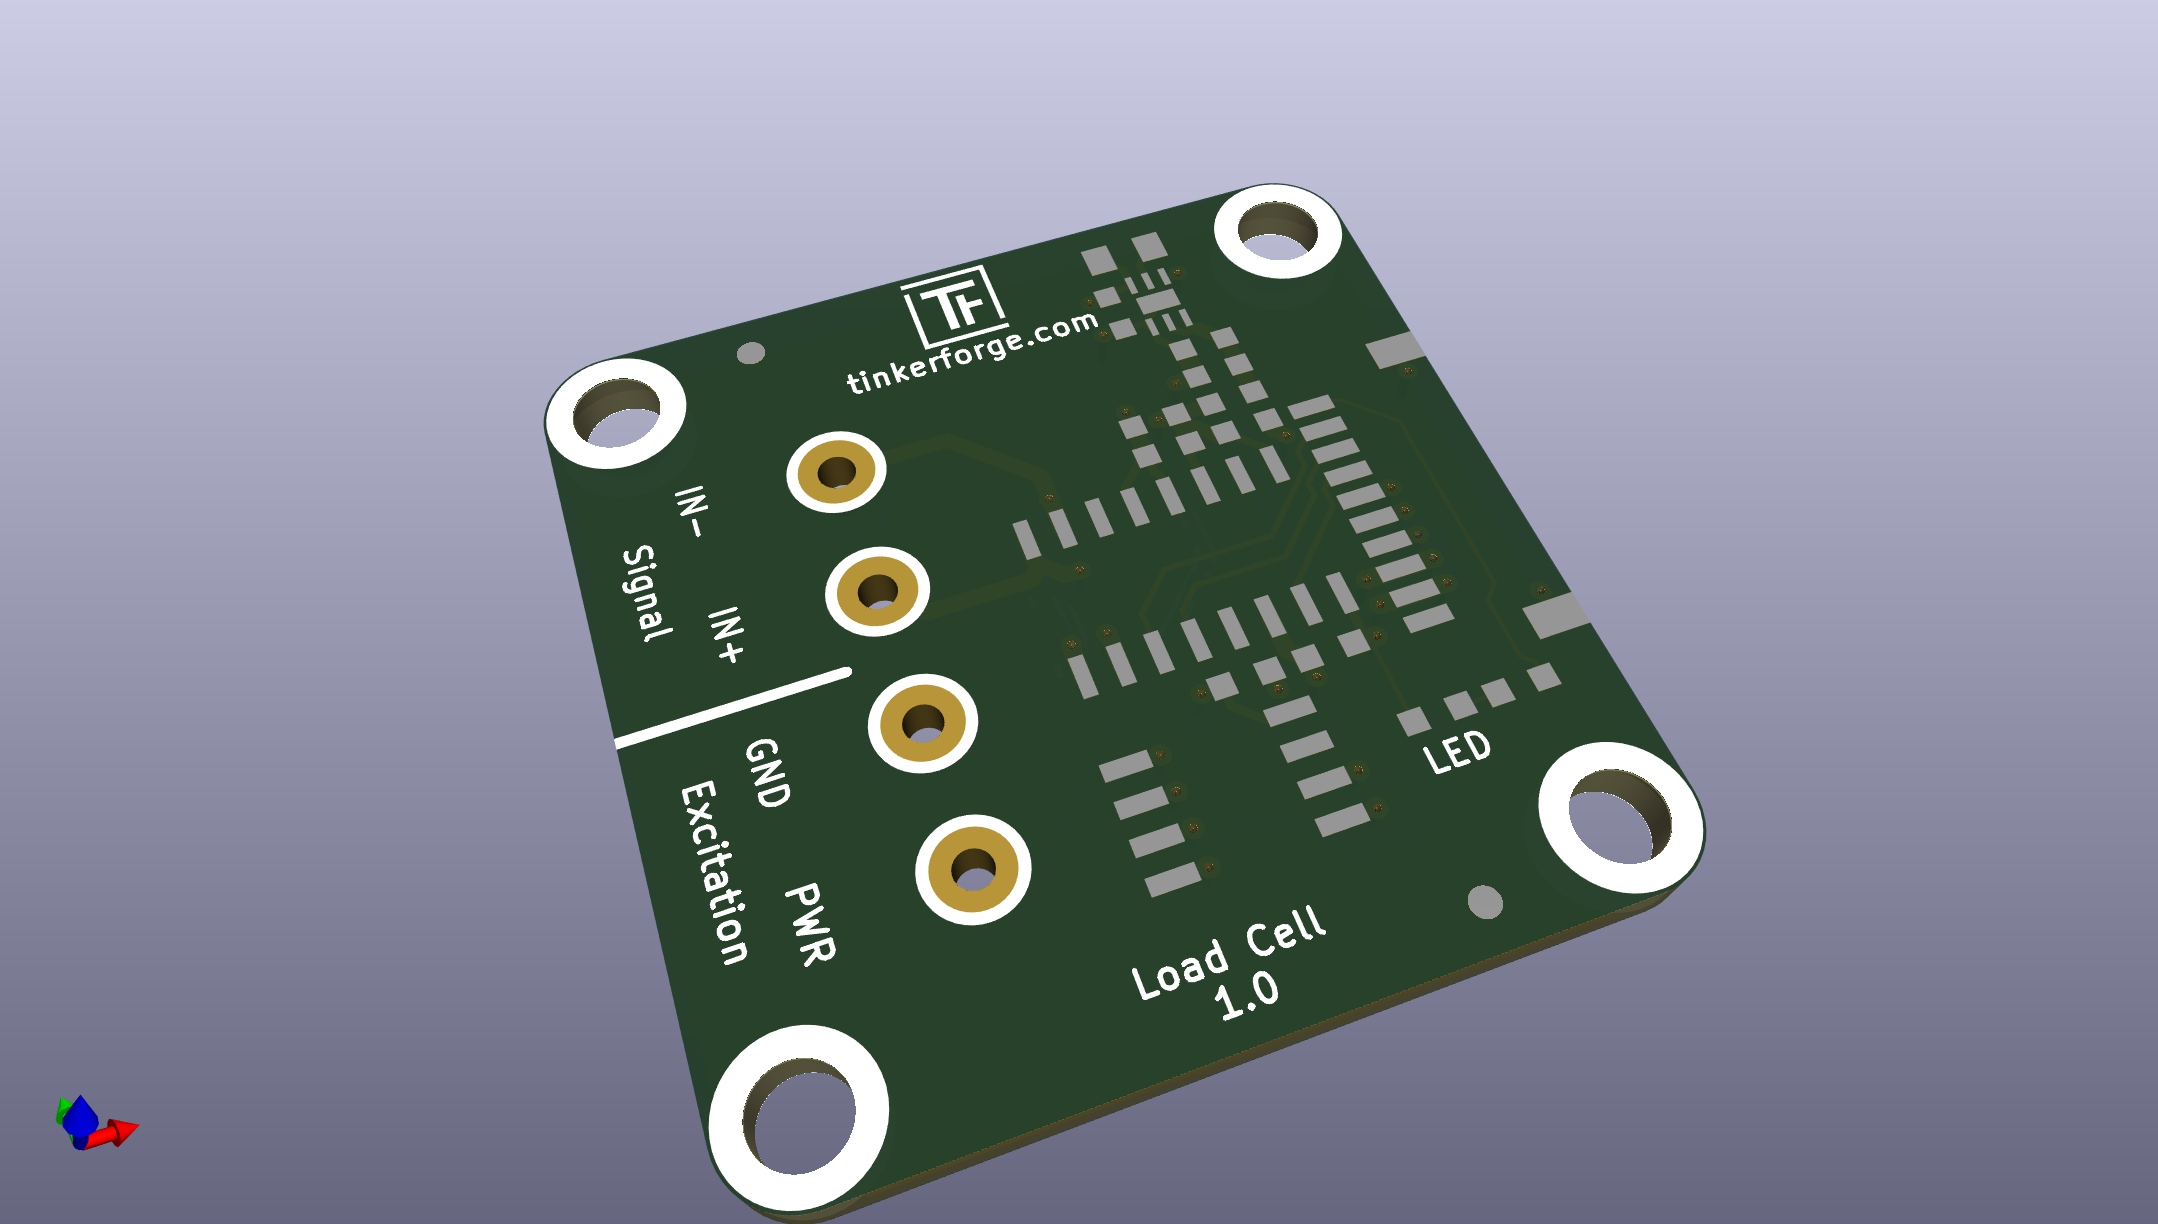 TF
tinkerforge.com
IN-
Signal
IN+
GND
Excitation
PWR
LED
Load Cell
1.0